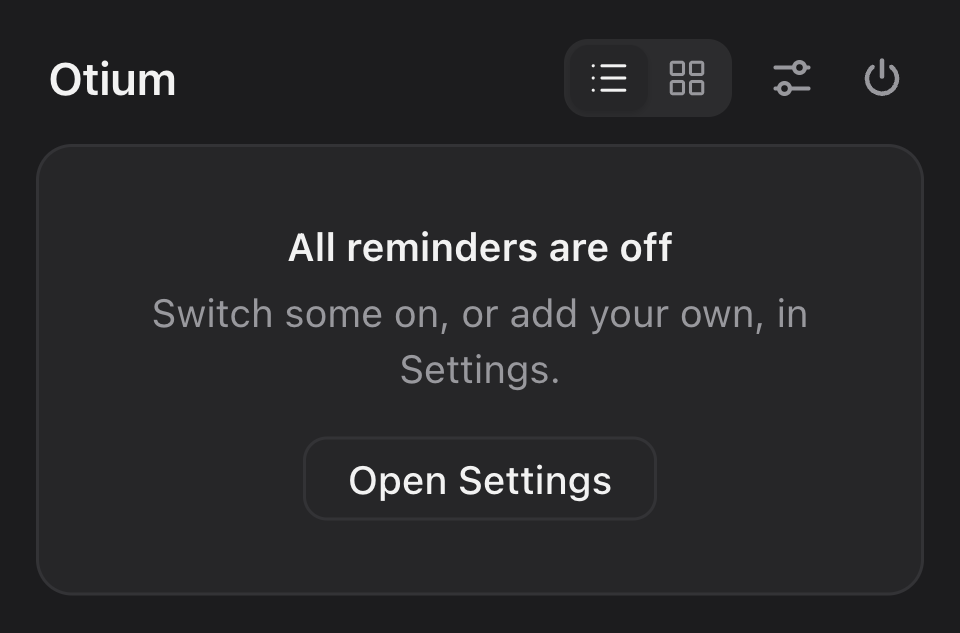 Otium
All reminders are off
Switch some on, or add your own, in
Settings.
Open Settings